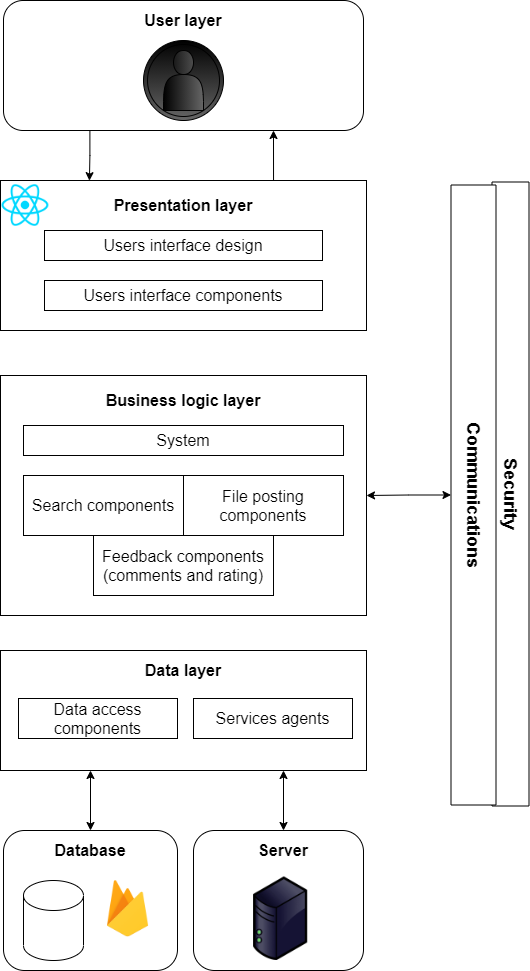 User layer
Presentation layer
Users interface design
Users interface components
Business logic layer
System
Search components
File posting
components
Feedback components
(comments and rating)
Communications
Security
Data layer
Data access
components
Services agents
Database
Server